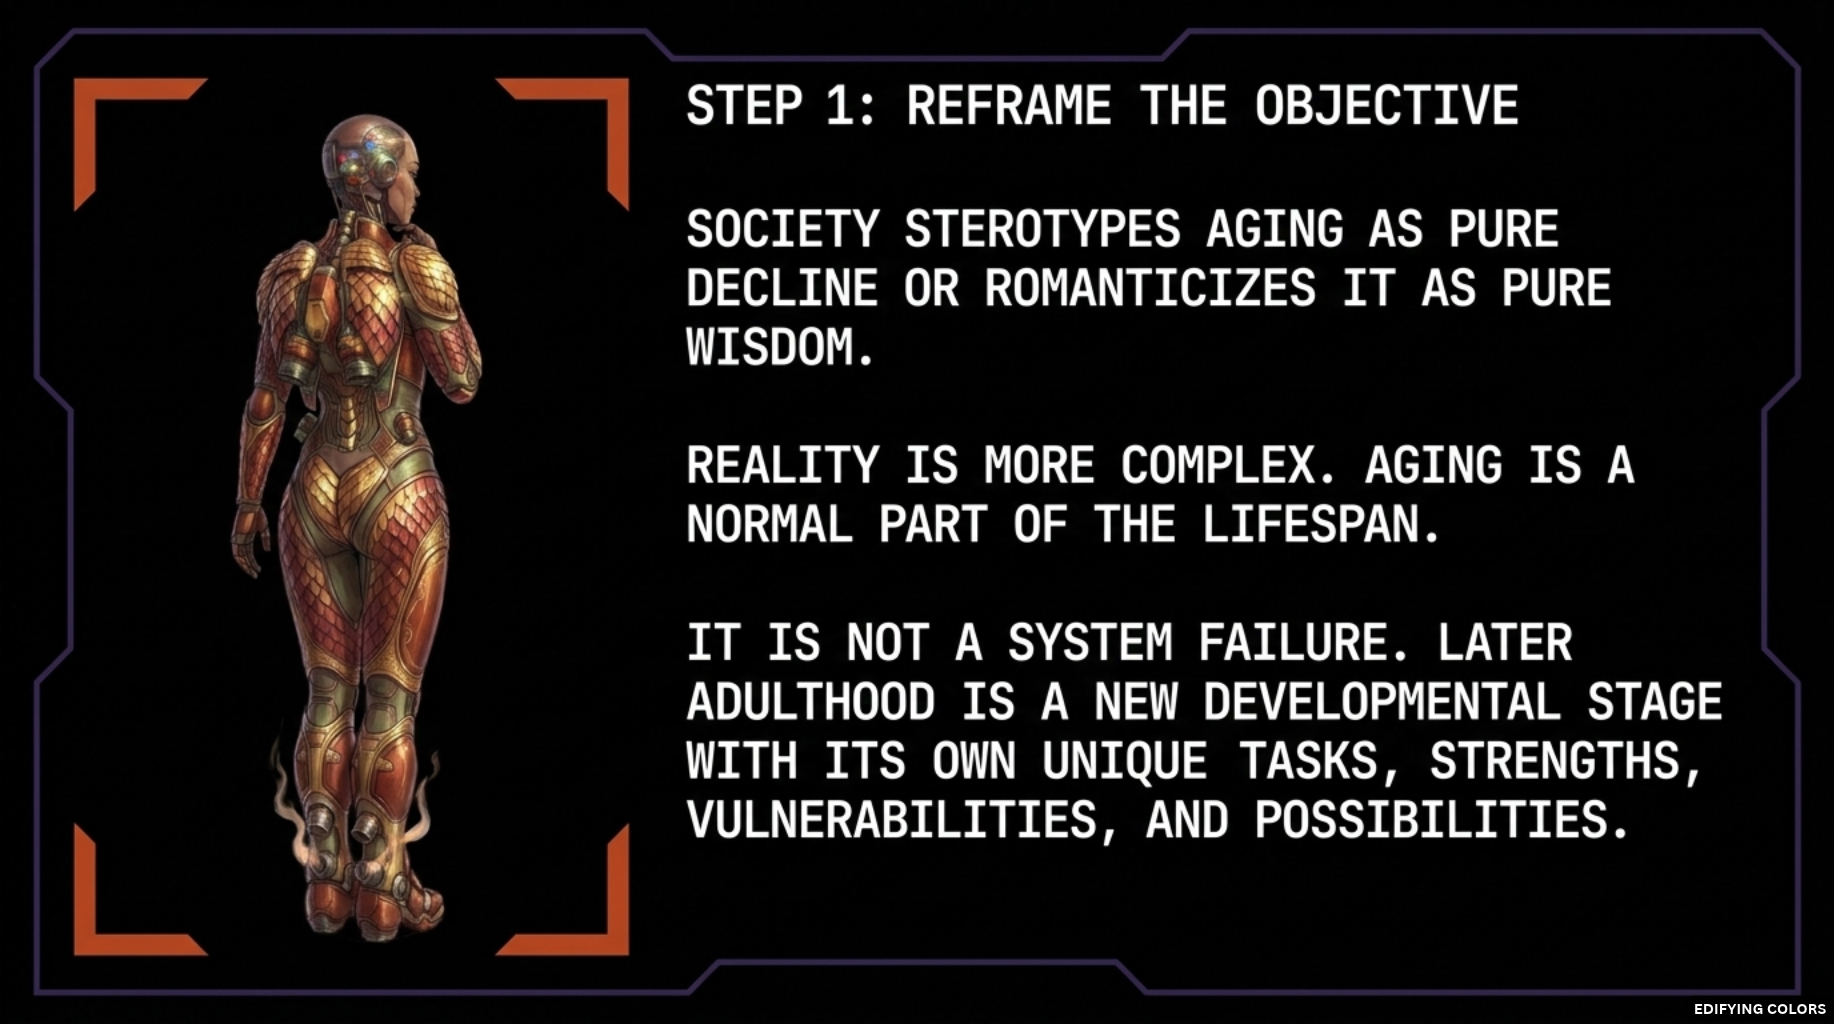 STEP 1: REFRAME THE OBJECTIVE
SOCIETY STEROTYPES AGING AS PURE
DECLINE OR ROMANTICIZES IT AS PURE
WISDOM.
REALITY IS MORE COMPLEX. AGING IS A
NORMAL PART OF THE LIFESPAN.
IT IS NOT A SYSTEM FAILURE. LATER
ADULTHOOD IS A NEW DEVELOPMENTAL STAGE
WITH ITS OWN UNIQUE TASKS, STRENGTHS,
VULNERABILITIES, AND POSSIBILITIES.
EDIFYING COLORS